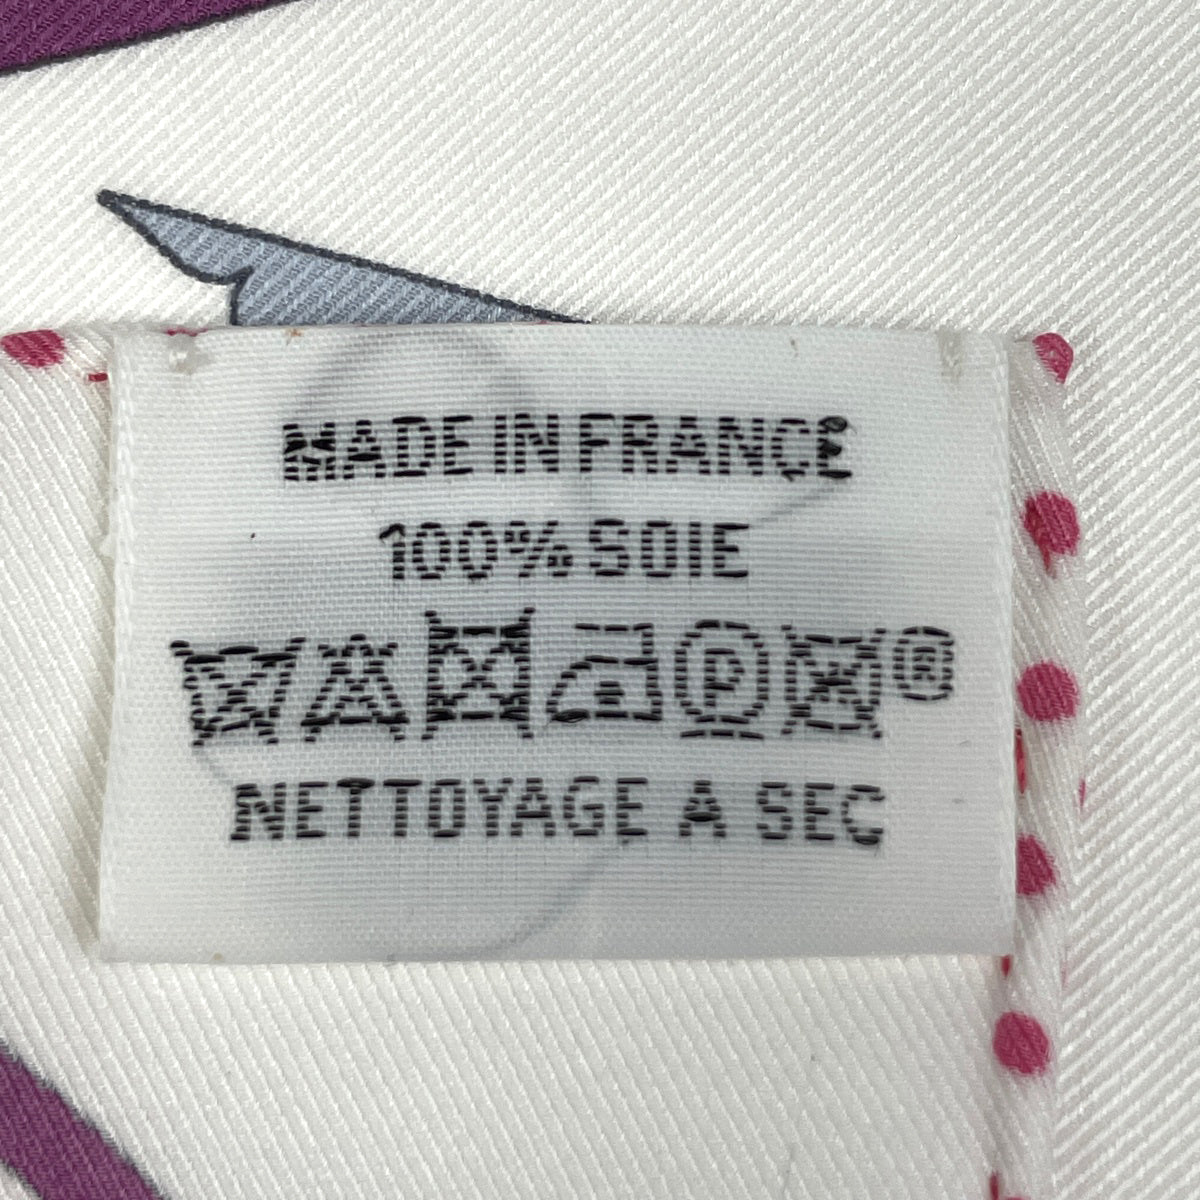 MADE IN FRANCE
100% SOIE
P ®
NETTOYAGE A SEC